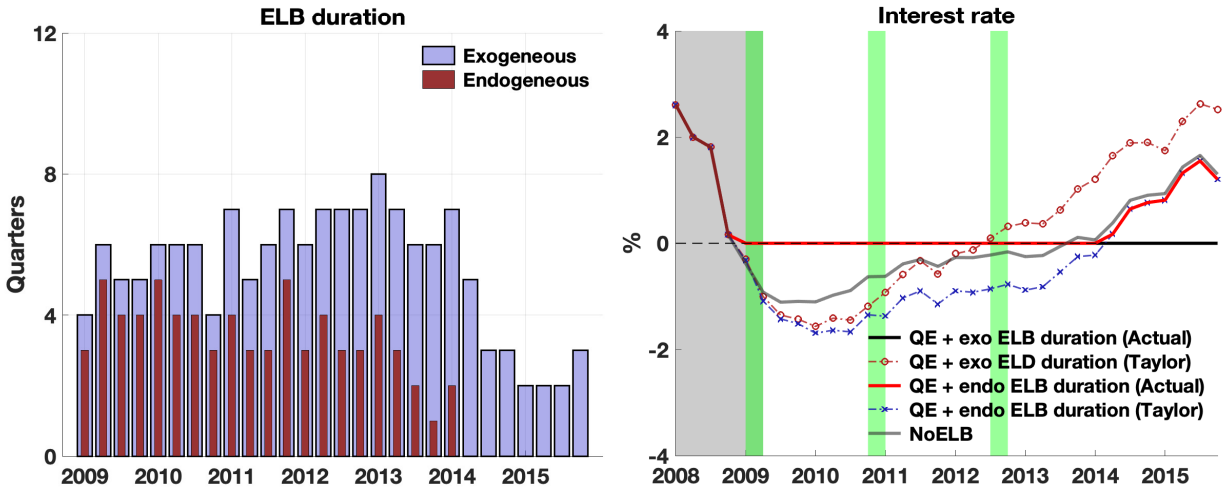 ELB duration
12
8
4
0
Quarters
Exogeneous
Endogeneous
2009 2010 2011 2012 2013 2014 2015
Interest rate
4
2
0
-2
-4
%
QE + exo ELB duration (Actual)
QE + exo ELD duration (Taylor)
QE + endo ELB duration (Actual)
QE + endo ELB duration (Taylor)
NoELB
2008 2009 2010 2011 2012 2013 2014 2015